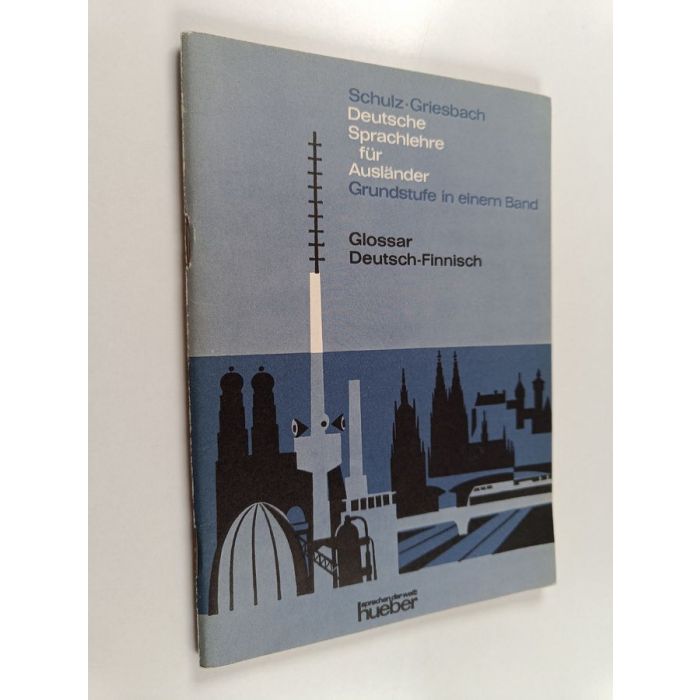 Schulz·Griesbach
Deutsche
Sprachlehre
für
Ausländer
Grundstufe in einem Band
Glossar
Deutsch-Finnisch
sprachen der welt
hueber